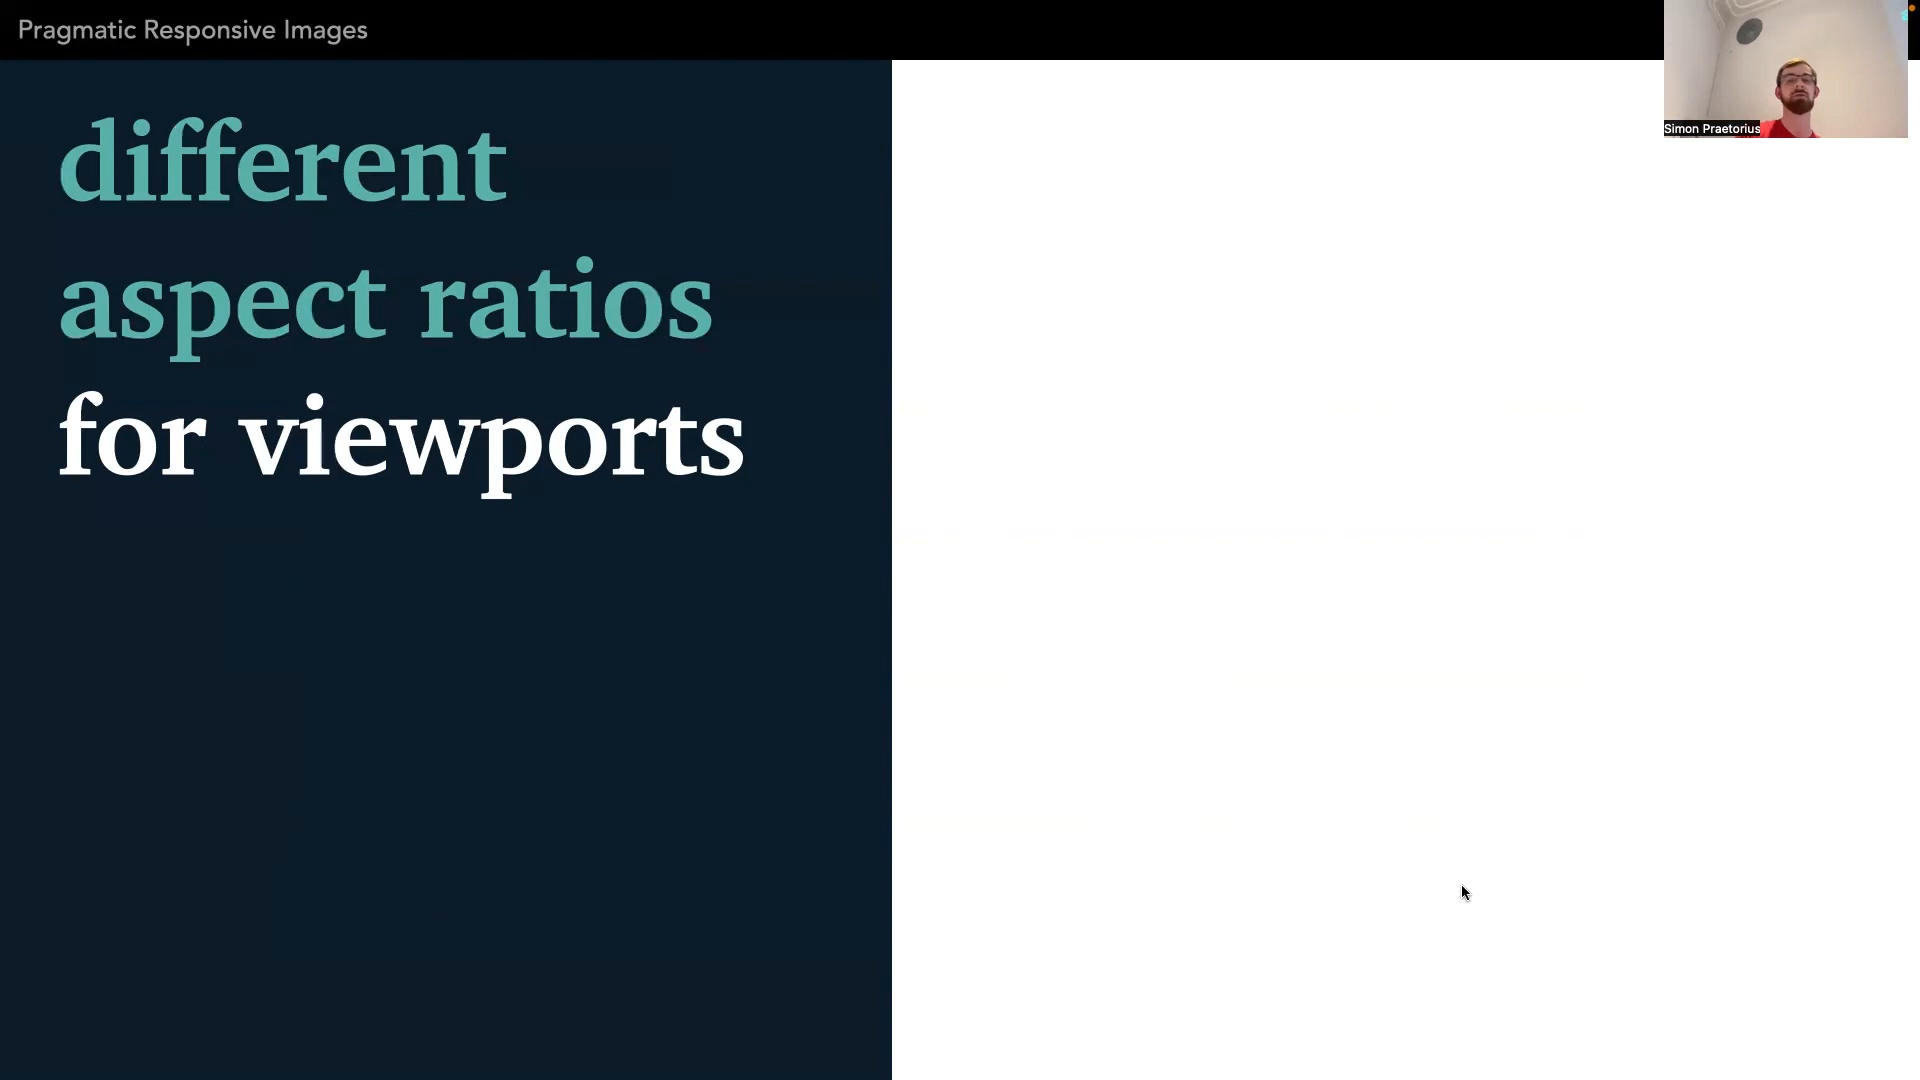 Pragmatic Responsive Images
Simon Praetorius
different
aspect ratios
for viewports